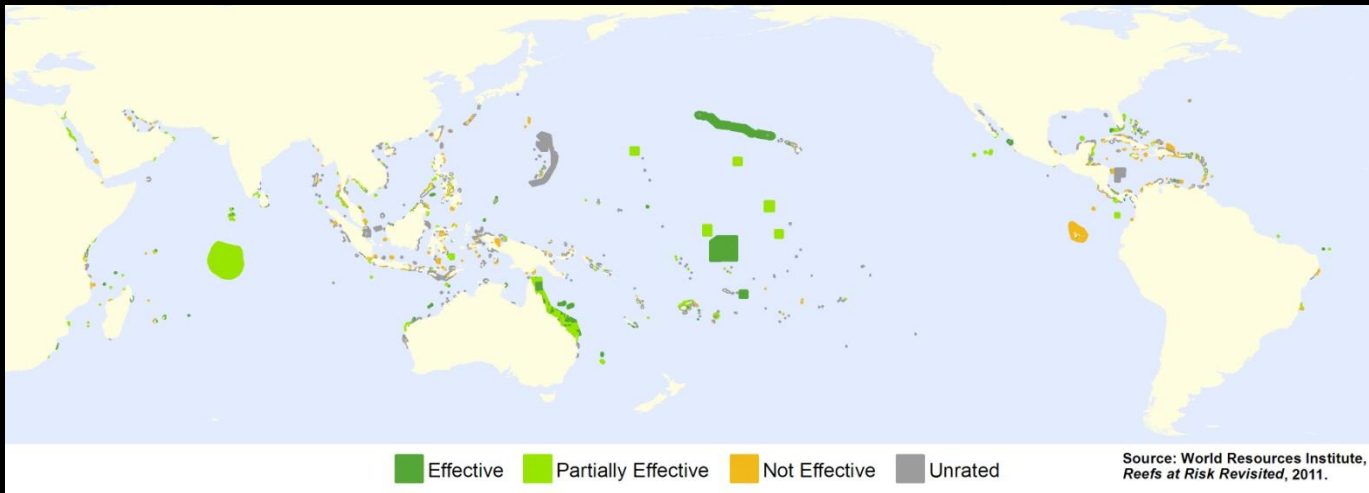 Effective
Partially Effective
Not Effective
Unrated
Source: World Resources Institute,
Reefs at Risk Revisited, 2011.